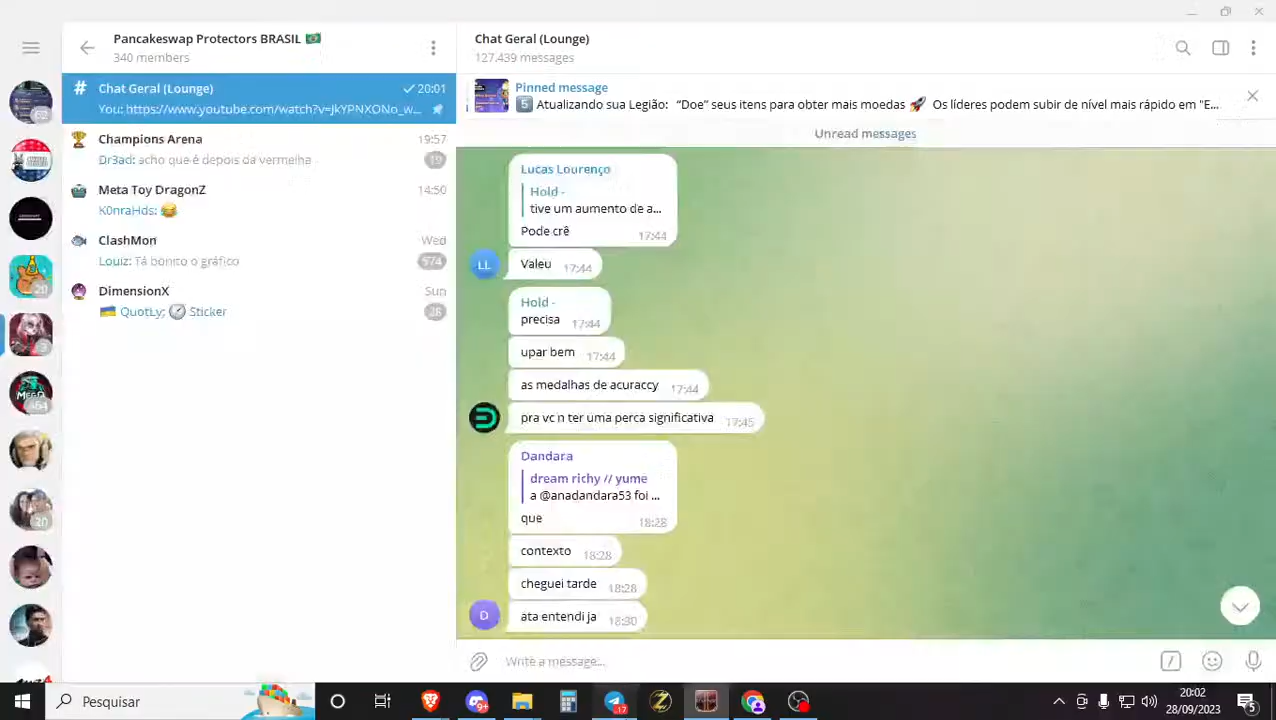 Pancakeswap Protectors BRASIL
340 members
# Chat Geral (Lounge)
20:01
You: https://www.youtube.com/watch?v=jkYPNXONo_w...
Champions Arena
19:57
Dr3ad: acho que é depois da vermelha
19
Meta Toy DragonZ
14:50
K0nraHds:
ClashMon
Wed
Louiz: Tá bonito o gráfico
574
DimensionX
Sun
QuotLy: Sticker
Chat Geral (Lounge)
127.439 messages
Pinned message
5 Atualizando sua Legião: “Doe” seus itens para obter mais moedas 🚀 Os líderes podem subir de nível mais rápido em “E...
Unread messages
Lucas Lourenço
Hold -
tive um aumento de a...
Pode crê
17:44
LL
Valeu 17:44
Hold -
precisa 17:44
upar bem 17:44
as medalhas de acuraccy 17:44
pra vc n ter uma perca significativa 17:45
Dandara
dream richy // yume
a @anadandara53 foi ...
que 18:28
contexto 18:28
cheguei tarde 18:28
D
ata entendi ja 18:30
Write a message...
Pesquisar
9+
17
20:02
28/09/2023
5